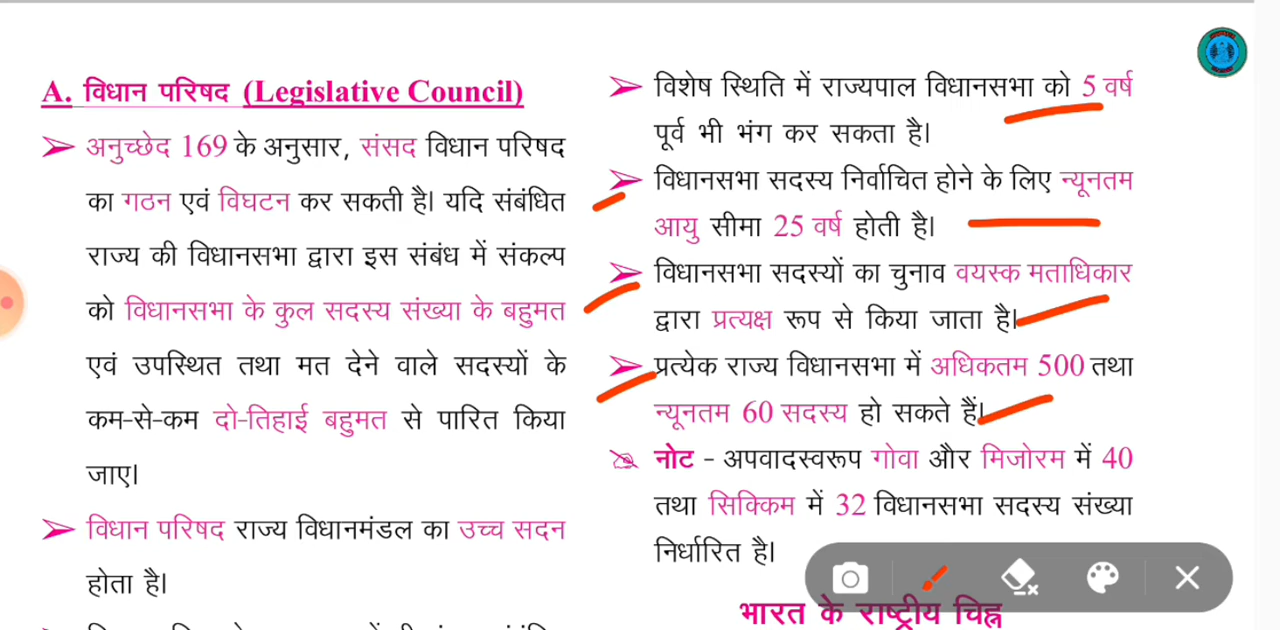 A. विधान परिषद (Legislative Council)
➢ अनुच्छेद 169 के अनुसार, संसद विधान परिषद
का गठन एवं विघटन कर सकती है। यदि संबंधित
राज्य की विधानसभा द्वारा इस संबंध में संकल्प
को विधानसभा के कुल सदस्य संख्या के बहुमत
एवं उपस्थित तथा मत देने वाले सदस्यों के
कम-से-कम दो-तिहाई बहुमत से पारित किया
जाए।
➢ विधान परिषद राज्य विधानमंडल का उच्च सदन
होता है।
➢ विशेष स्थिति में राज्यपाल विधानसभा को 5 वर्ष
पूर्व भी भंग कर सकता है।
➢ विधानसभा सदस्य निर्वाचित होने के लिए न्यूनतम
आयु सीमा 25 वर्ष होती है।
➢ विधानसभा सदस्यों का चुनाव वयस्क मताधिकार
द्वारा प्रत्यक्ष रूप से किया जाता है।
➢ प्रत्येक राज्य विधानसभा में अधिकतम 500 तथा
न्यूनतम 60 सदस्य हो सकते हैं।
नोट - अपवादस्वरूप गोवा और मिजोरम में 40
तथा सिक्किम में 32 विधानसभा सदस्य संख्या
निर्धारित है।
भारत के राष्ट्रीय चिह्न